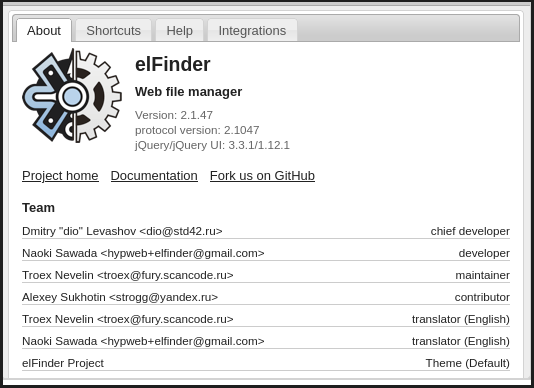 About Shortcuts Help Integrations
elFinder
Web file manager
Version: 2.1.47
protocol version: 2.1047
jQuery/jQuery UI: 3.3.1/1.12.1
Project home Documentation Fork us on GitHub
Team
Dmitry "dio" Levashov <dio@std42.ru> chief developer
Naoki Sawada <hypweb+elfinder@gmail.com> developer
Troex Nevelin <troex@fury.scancode.ru> maintainer
Alexey Sukhotin <strogg@yandex.ru> contributor
Troex Nevelin <troex@fury.scancode.ru> translator (English)
Naoki Sawada <hypweb+elfinder@gmail.com> translator (English)
elFinder Project Theme (Default)